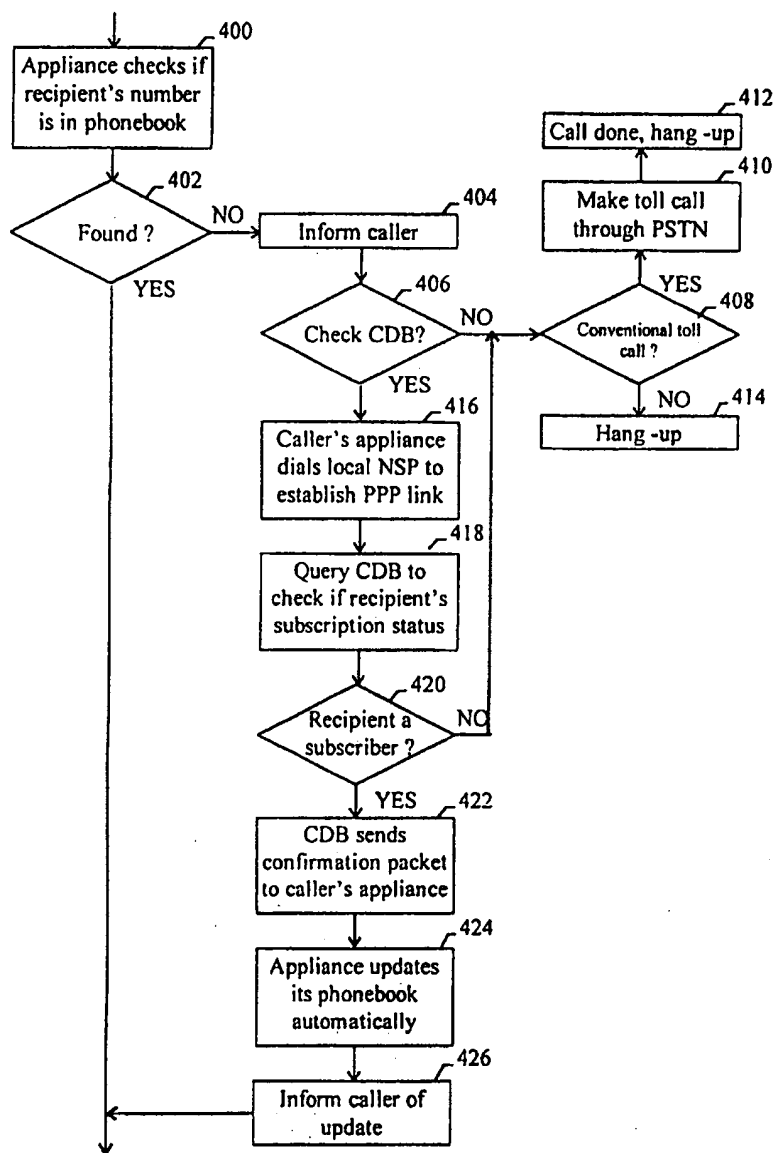 400
Appliance checks if
recipient's number
is in phonebook
402
Found ?
NO
YES
404
Inform caller
406
Check CDB?
NO
YES
412
Call done, hang -up
410
Make toll call
through PSTN
YES
408
Conventional toll
call ?
NO
414
Hang -up
416
Caller's appliance
dials local NSP to
establish PPP link
418
Query CDB to
check if recipient's
subscription status
420
Recipient a
subscriber ?
NO
YES
422
CDB sends
confirmation packet
to caller's appliance
424
Appliance updates
its phonebook
automatically
426
Inform caller of
update